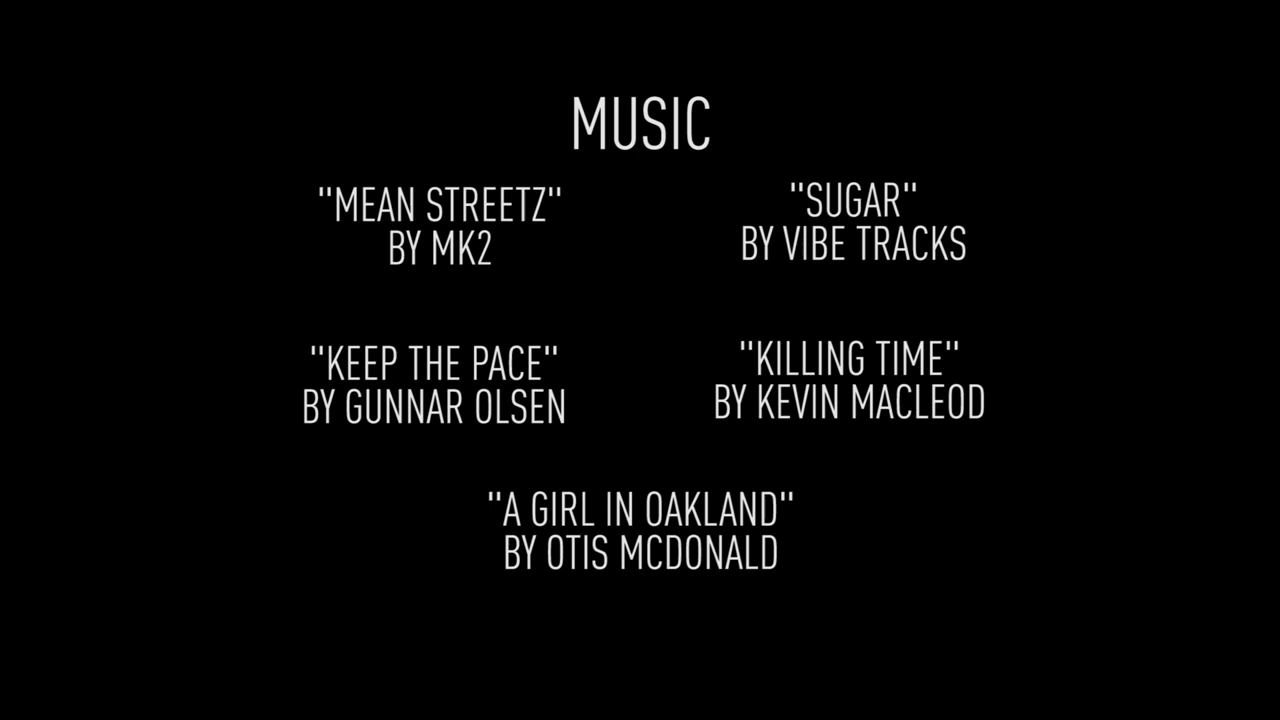 MUSIC
"MEAN STREETZ"
BY MK2
"SUGAR"
BY VIBE TRACKS
"KEEP THE PACE"
BY GUNNAR OLSEN
"KILLING TIME"
BY KEVIN MACLEOD
"A GIRL IN OAKLAND"
BY OTIS MCDONALD